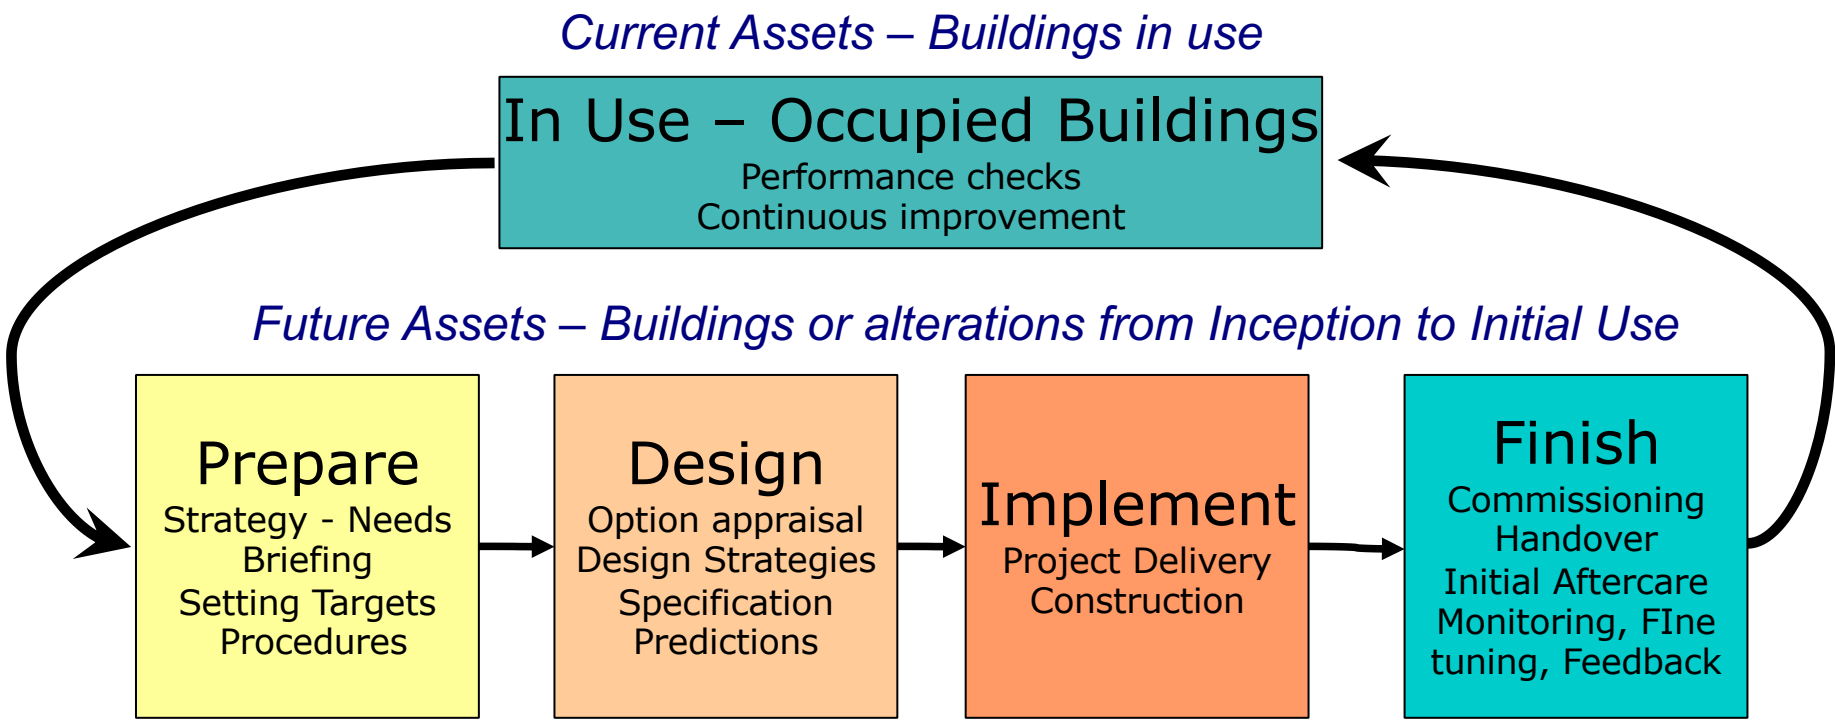 Current Assets – Buildings in use
In Use – Occupied Buildings
Performance checks
Continuous improvement
Future Assets – Buildings or alterations from Inception to Initial Use
Prepare
Strategy - Needs
Briefing
Setting Targets
Procedures
Design
Option appraisal
Design Strategies
Specification
Predictions
Implement
Project Delivery
Construction
Finish
Commissioning
Handover
Initial Aftercare
Monitoring, FIne
tuning, Feedback